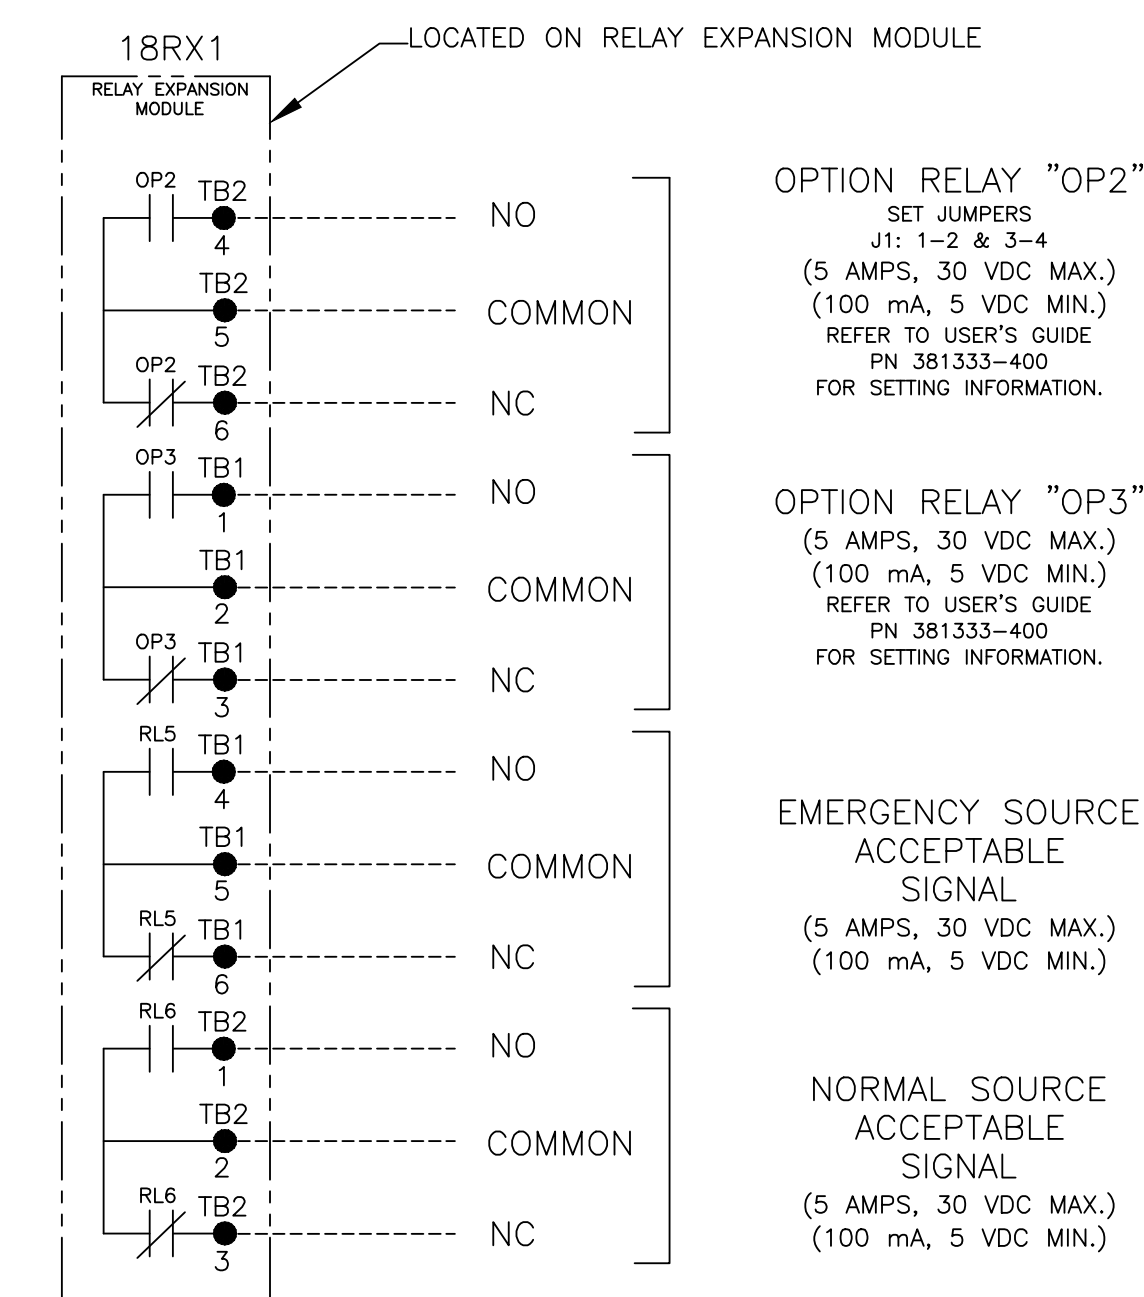 18RX1
RELAY EXPANSION
MODULE
LOCATED ON RELAY EXPANSION MODULE
OP2 TB2
4
NO
TB2
5
COMMON
OP2 TB2
6
NC
OPTION RELAY "OP2"
SET JUMPERS
J1: 1-2 & 3-4
(5 AMPS, 30 VDC MAX.)
(100 mA, 5 VDC MIN.)
REFER TO USER'S GUIDE
PN 381333-400
FOR SETTING INFORMATION.
OP3 TB1
1
NO
TB1
2
COMMON
OP3 TB1
3
NC
OPTION RELAY "OP3"
(5 AMPS, 30 VDC MAX.)
(100 mA, 5 VDC MIN.)
REFER TO USER'S GUIDE
PN 381333-400
FOR SETTING INFORMATION.
RL5 TB1
4
NO
TB1
5
COMMON
RL5 TB1
6
NC
EMERGENCY SOURCE
ACCEPTABLE
SIGNAL
(5 AMPS, 30 VDC MAX.)
(100 mA, 5 VDC MIN.)
RL6 TB2
1
NO
TB2
2
COMMON
RL6 TB2
3
NC
NORMAL SOURCE
ACCEPTABLE
SIGNAL
(5 AMPS, 30 VDC MAX.)
(100 mA, 5 VDC MIN.)